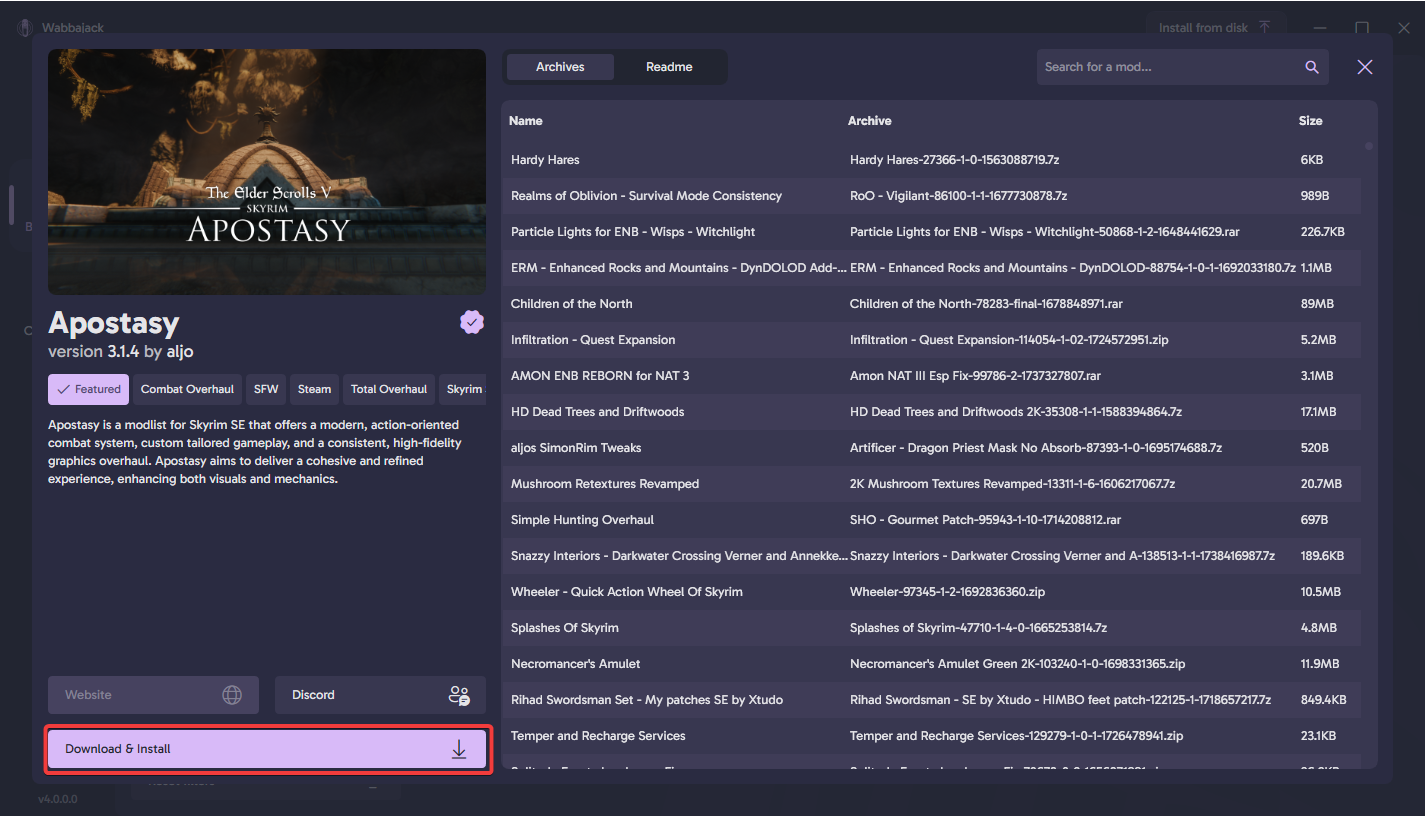 Wabbajack
Install from disk
The Elder Scrolls V
SKYRIM
APOSTASY
Apostasy
version 3.1.4 by aljo
Featured
Combat Overhaul
SFW
Steam
Total Overhaul
Skyrim
Apostasy is a modlist for Skyrim SE that offers a modern, action-oriented
combat system, custom tailored gameplay, and a consistent, high-fidelity
graphics overhaul. Apostasy aims to deliver a cohesive and refined
experience, enhancing both visuals and mechanics.
Website
Discord
Download & Install
v4.0.0.0
Archives
Readme
Search for a mod...
Name Archive Size
Hardy Hares Hardy Hares-27366-1-0-1563088719.7z 6KB
Realms of Oblivion - Survival Mode Consistency RoO - Vigilant-86100-1-1-1677730878.7z 989B
Particle Lights for ENB - Wisps - Witchlight Particle Lights for ENB - Wisps - Witchlight-50868-1-2-1648441629.rar 226.7KB
ERM - Enhanced Rocks and Mountains - DynDOLOD Add-... ERM - Enhanced Rocks and Mountains - DynDOLOD-88754-1-0-1-1692033180.7z 1.1MB
Children of the North Children of the North-78283-final-1678848971.rar 89MB
Infiltration - Quest Expansion Infiltration - Quest Expansion-114054-1-02-1724572951.zip 5.2MB
AMON ENB REBORN for NAT 3 Amon NAT III Esp Fix-99786-2-1737327807.rar 3.1MB
HD Dead Trees and Driftwoods HD Dead Trees and Driftwoods 2K-35308-1-1-1588394864.7z 17.1MB
aljos SimonRim Tweaks Artificer - Dragon Priest Mask No Absorb-87393-1-0-1695174688.7z 520B
Mushroom Retextures Revamped 2K Mushroom Textures Revamped-13311-1-6-1606217067.7z 20.7MB
Simple Hunting Overhaul SHO - Gourmet Patch-95943-1-10-1714208812.rar 697B
Snazzy Interiors - Darkwater Crossing Verner and Annekke... Snazzy Interiors - Darkwater Crossing Verner and A-138513-1-1-1738416987.7z 189.6KB
Wheeler - Quick Action Wheel Of Skyrim Wheeler-97345-1-2-1692836360.zip 10.5MB
Splashes Of Skyrim Splashes of Skyrim-47710-1-4-0-1665253814.7z 4.8MB
Necromancer's Amulet Necromancer's Amulet Green 2K-103240-1-0-1698331365.zip 11.9MB
Rihad Swordsman Set - My patches SE by Xtudo Rihad Swordsman - SE by Xtudo - HIMBO feet patch-122125-1-1718657217.7z 849.4KB
Temper and Recharge Services Temper and Recharge Services-129279-1-0-1-1726478941.zip 23.1KB